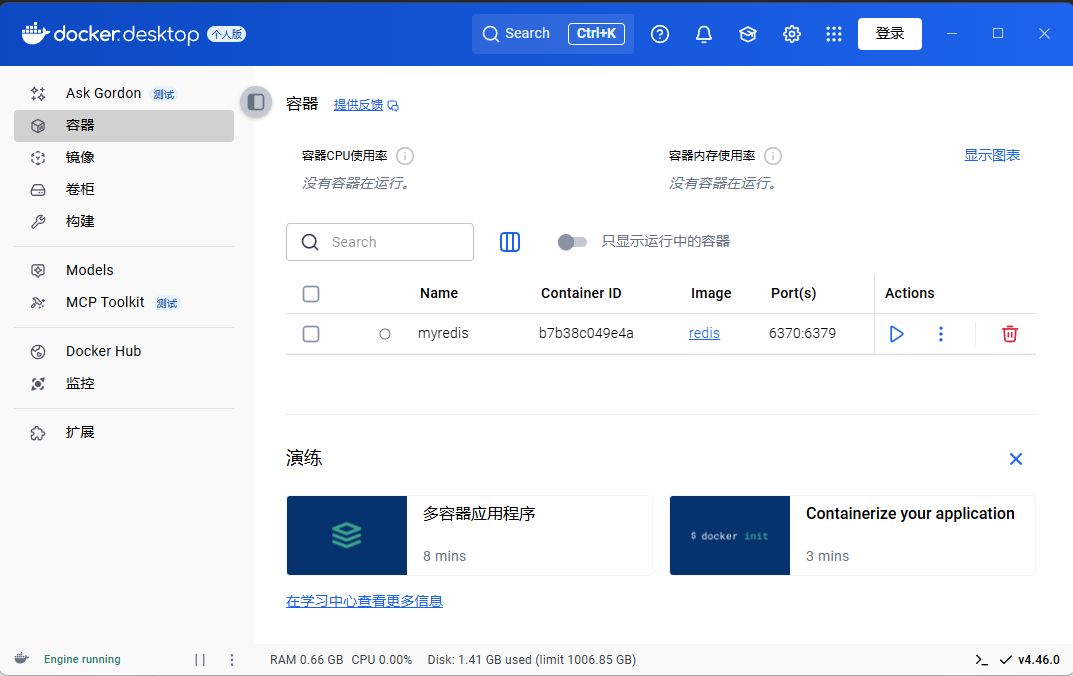 docker.desktop 个人版 Search Ctrl+K 登录
Ask Gordon 测试
容器
镜像
卷柜
构建
Models
MCP Toolkit 测试
Docker Hub
监控
扩展
容器 提供反馈
容器CPU使用率 容器内存使用率 显示图表
没有容器在运行。 没有容器在运行。
Search 只显示运行中的容器
Name Container ID Image Port(s) Actions
myredis b7b38c049e4a redis 6370:6379
演练
多容器应用程序
8 mins
$ docker init
Containerize your application
3 mins
在学习中心查看更多信息
Engine running RAM 0.66 GB CPU 0.00% Disk: 1.41 GB used (limit 1006.85 GB) v4.46.0